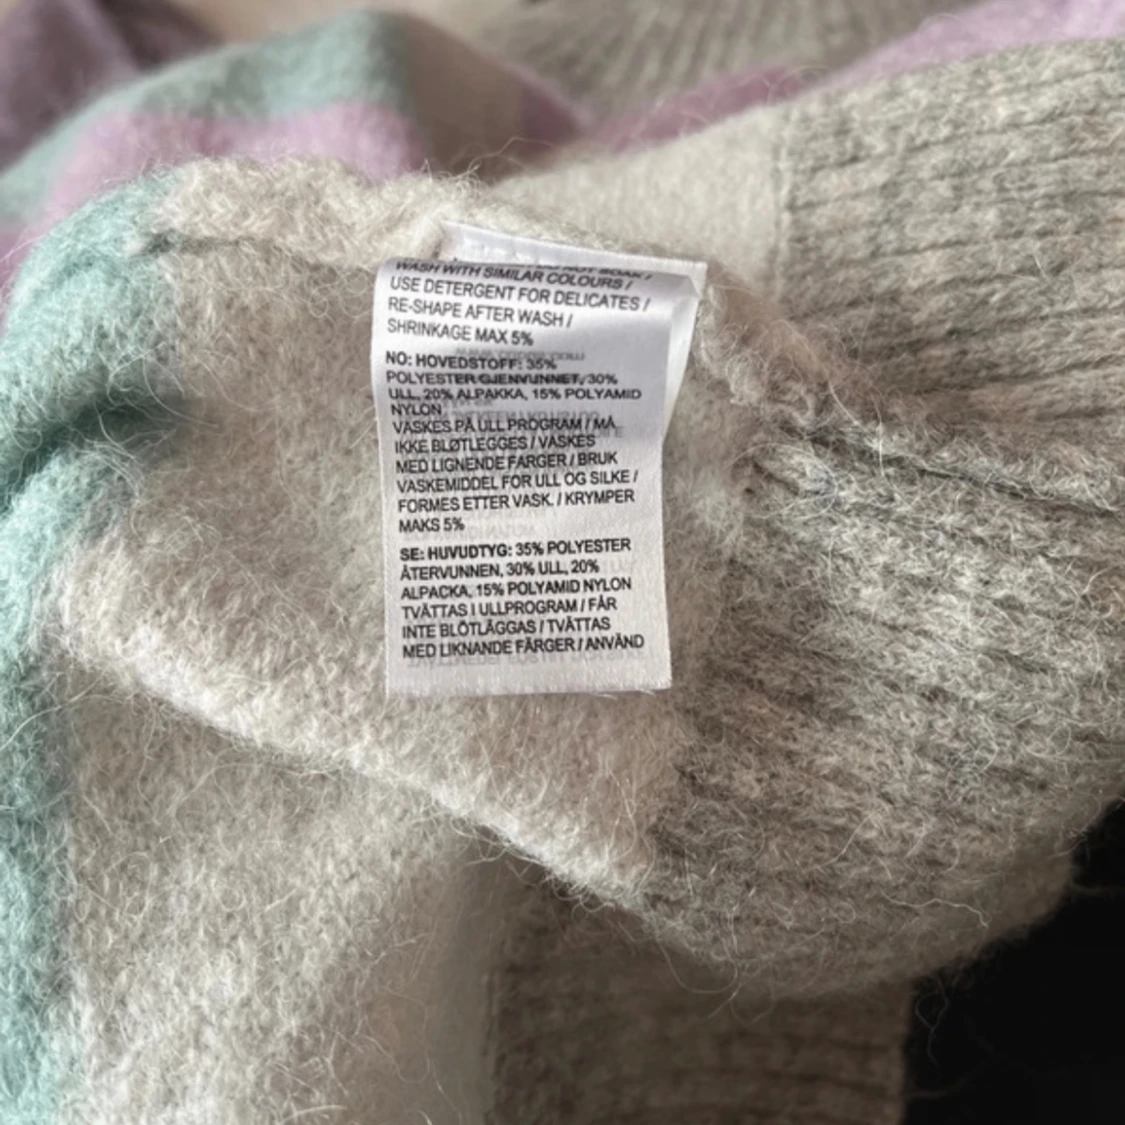 NOT SOAK /
WASH WITH SIMILAR COLOURS /
USE DETERGENT FOR DELICATES /
RE-SHAPE AFTER WASH /
SHRINKAGE MAX 5%
NO: HOVEDSTOFF: 35%
POLYESTER GJENVUNNET, 30%
ULL, 20% ALPAKKA, 15% POLYAMID
NYLON
VASKES PÅ ULL PROGRAM / MÅ
IKKE BLØTLEGGES / VASKES
MED LIGNENDE FARGER / BRUK
VASKEMIDDEL FOR ULL OG SILKE /
FORMES ETTER VASK. / KRYMPER
MAKS 5%
SE: HUVUDTYG: 35% POLYESTER
ÅTERVUNNEN, 30% ULL, 20%
ALPACKA, 15% POLYAMID NYLON
TVÄTTAS I ULLPROGRAM / FÅR
INTE BLÖTLÄGGAS / TVÄTTAS
MED LIKNANDE FÄRGER / ANVÄND